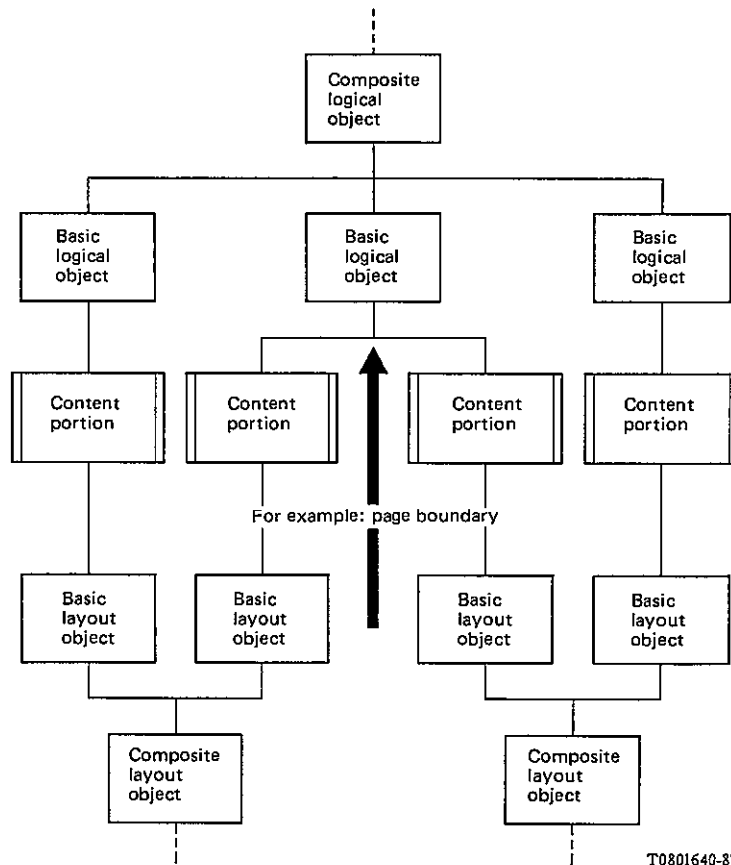 Composite
logical
object
Basic
logical
object
Basic
logical
object
Basic
logical
object
Content
portion
Content
portion
Content
portion
Content
portion
For example: page boundary
Basic
layout
object
Basic
layout
object
Basic
layout
object
Basic
layout
object
Composite
layout
object
Composite
layout
object
T0801640-8